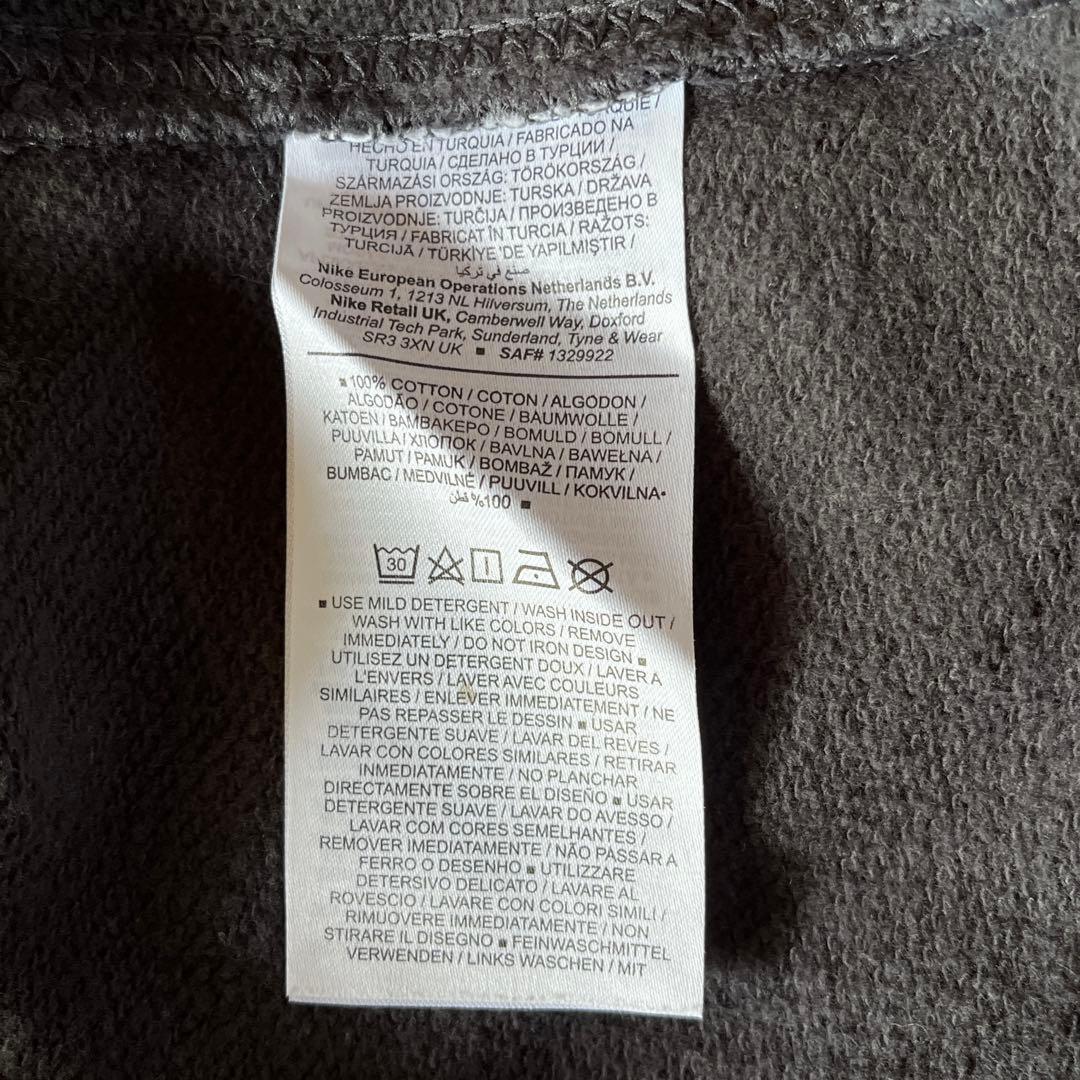 HECHO EN TURQUIA / FABRICADO NA
TURQUIA / СДЕЛАНО В ТУРЦИИ /
SZÁRMAZÁSI ORSZÁG: TÖRÖKORSZÁG /
ZEMLJA PROIZVODNJE: TURSKA / DRŽAVA
PROIZVODNJE: TURČIJA / ПРОИЗВЕДЕНО В
ТУРЦИЯ / FABRICAT ÎN TURCIA / RAŽOTS:
TURCIJĀ / TÜRKİYE'DE YAPILMIŞTIR /
صنع في تركيا
Nike European Operations Netherlands B.V.
Colosseum 1, 1213 NL Hilversum, The Netherlands
Nike Retail UK, Camberwell Way, Doxford
Industrial Tech Park, Sunderland, Tyne & Wear
SR3 3XN UK ▪ SAF# 1329922
▪ 100% COTTON / COTON / ALGODON /
ALGODÃO / COTONE / BAUMWOLLE /
KATOEN / ΒΑΜΒΑΚΕΡΟ / BOMULD / BOMULL /
PUUVILLA / ХЛОПОК / BAVLNA / BAWEŁNA /
PAMUT / PAMUK / BOMBAŽ / ПАМУК /
BUMBAC / MEDVILNĖ / PUUVILL / KOKVILNA•
%100 قطن ▪
30
▪ USE MILD DETERGENT / WASH INSIDE OUT /
WASH WITH LIKE COLORS / REMOVE
IMMEDIATELY / DO NOT IRON DESIGN ▪
UTILISEZ UN DETERGENT DOUX / LAVER A
L'ENVERS / LAVER AVEC COULEURS
SIMILAIRES / ENLEVER IMMEDIATEMENT / NE
PAS REPASSER LE DESSIN ▪ USAR
DETERGENTE SUAVE / LAVAR DEL REVES /
LAVAR CON COLORES SIMILARES / RETIRAR
INMEDIATAMENTE / NO PLANCHAR
DIRECTAMENTE SOBRE EL DISEÑO ▪ USAR
DETERGENTE SUAVE / LAVAR DO AVESSO /
LAVAR COM CORES SEMELHANTES /
REMOVER IMEDIATAMENTE / NÃO PASSAR A
FERRO O DESENHO ▪ UTILIZZARE
DETERSIVO DELICATO / LAVARE AL
ROVESCIO / LAVARE CON COLORI SIMILI /
RIMUOVERE IMMEDIATAMENTE / NON
STIRARE IL DISEGNO ▪ FEINWASCHMITTEL
VERWENDEN / LINKS WASCHEN / MIT